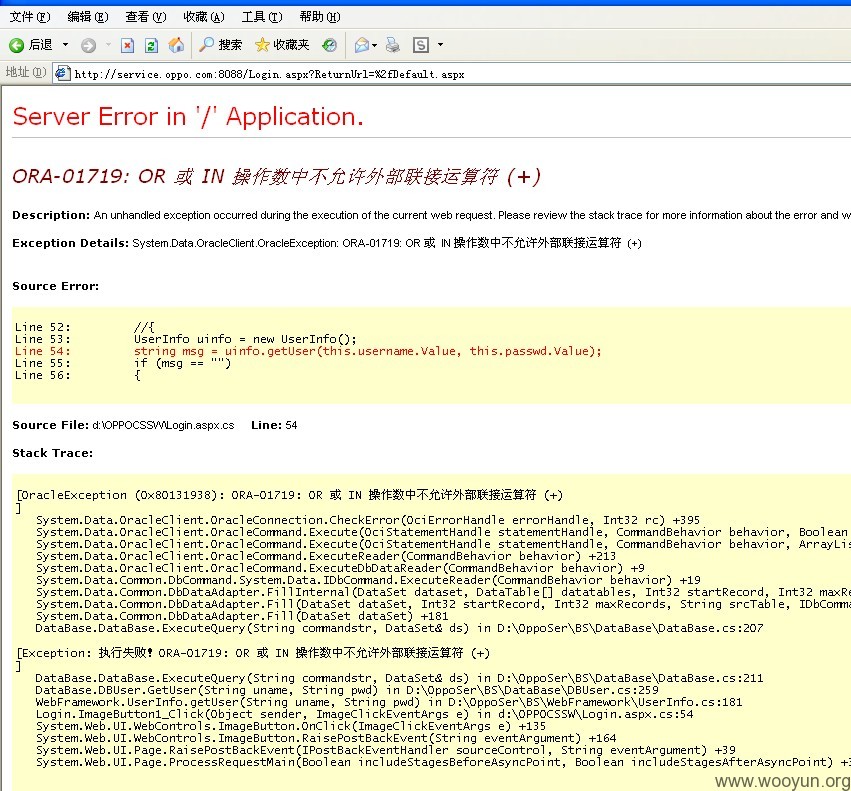 文件(F) 编辑(E) 查看(V) 收藏(A) 工具(T) 帮助(H)
后退 搜索 收藏夹
地址(D) http://service.oppo.com:8088/Login.aspx?ReturnUrl=%2fDefault.aspx
Server Error in '/' Application.
ORA-01719: OR 或 IN 操作数中不允许外部联接运算符 (+)
Description: An unhandled exception occurred during the execution of the current web request. Please review the stack trace for more information about the error and w
Exception Details: System.Data.OracleClient.OracleException: ORA-01719: OR 或 IN 操作数中不允许外部联接运算符 (+)
Source Error:
Line 52: //{
Line 53: UserInfo uinfo = new UserInfo();
Line 54: string msg = uinfo.getUser(this.username.Value, this.passwd.Value);
Line 55: if (msg == "")
Line 56: {
Source File: d:\OPPOCSSW\Login.aspx.cs Line: 54
Stack Trace:
[OracleException (0x80131938): ORA-01719: OR 或 IN 操作数中不允许外部联接运算符 (+)
]
System.Data.OracleClient.OracleConnection.CheckError(OciErrorHandle errorHandle, Int32 rc) +395
System.Data.OracleClient.OracleCommand.Execute(OciStatementHandle statementHandle, CommandBehavior behavior, Boolean
System.Data.OracleClient.OracleCommand.Execute(OciStatementHandle statementHandle, CommandBehavior behavior, ArrayLis
System.Data.OracleClient.OracleCommand.ExecuteReader(CommandBehavior behavior) +213
System.Data.OracleClient.OracleCommand.ExecuteDbDataReader(CommandBehavior behavior) +9
System.Data.Common.DbCommand.System.Data.IDbCommand.ExecuteReader(CommandBehavior behavior) +19
System.Data.Common.DbDataAdapter.FillInternal(DataSet dataset, DataTable[] datatables, Int32 startRecord, Int32 maxRe
System.Data.Common.DbDataAdapter.Fill(DataSet dataSet, Int32 startRecord, Int32 maxRecords, String srcTable, IDbComma
System.Data.Common.DbDataAdapter.Fill(DataSet dataSet) +181
DataBase.DataBase.ExecuteQuery(String commandstr, DataSet& ds) in D:\OppoSer\BS\DataBase\DataBase.cs:207
[Exception: 执行失败! ORA-01719: OR 或 IN 操作数中不允许外部联接运算符 (+)
]
DataBase.DataBase.ExecuteQuery(String commandstr, DataSet& ds) in D:\OppoSer\BS\DataBase\DataBase.cs:211
DataBase.DBUser.GetUser(String uname, String pwd) in D:\OppoSer\BS\DataBase\DBUser.cs:259
WebFramework.UserInfo.getUser(String uname, String pwd) in D:\OppoSer\BS\WebFramework\UserInfo.cs:181
Login.ImageButton1_Click(Object sender, ImageClickEventArgs e) in d:\OPPOCSSW\Login.aspx.cs:54
System.Web.UI.WebControls.ImageButton.OnClick(ImageClickEventArgs e) +135
System.Web.UI.WebControls.ImageButton.RaisePostBackEvent(String eventArgument) +164
System.Web.UI.Page.RaisePostBackEvent(IPostBackEventHandler sourceControl, String eventArgument) +39
System.Web.UI.Page.ProcessRequestMain(Boolean includeStagesBeforeAsyncPoint, Boolean includeStagesAfterAsyncPoint) +3
www.wooyun.org